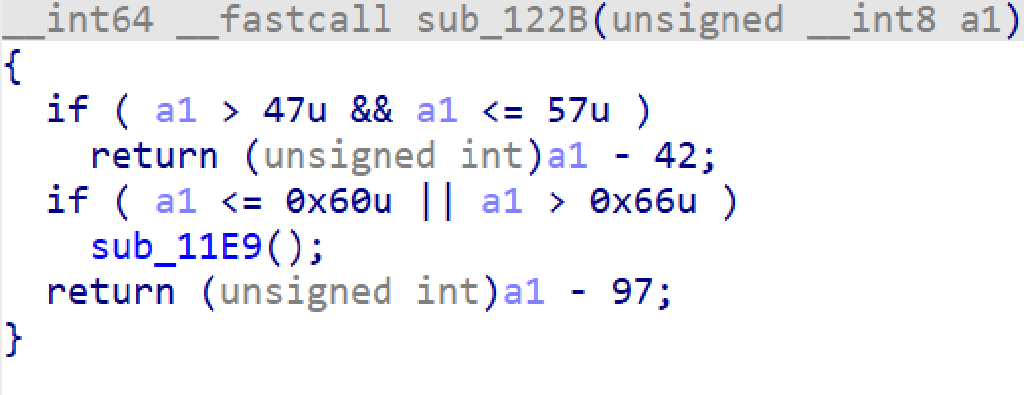 __int64 __fastcall sub_122B(unsigned __int8 a1)
{
  if ( a1 > 47u && a1 <= 57u )
    return (unsigned int)a1 - 42;
  if ( a1 <= 0x60u || a1 > 0x66u )
    sub_11E9();
  return (unsigned int)a1 - 97;
}